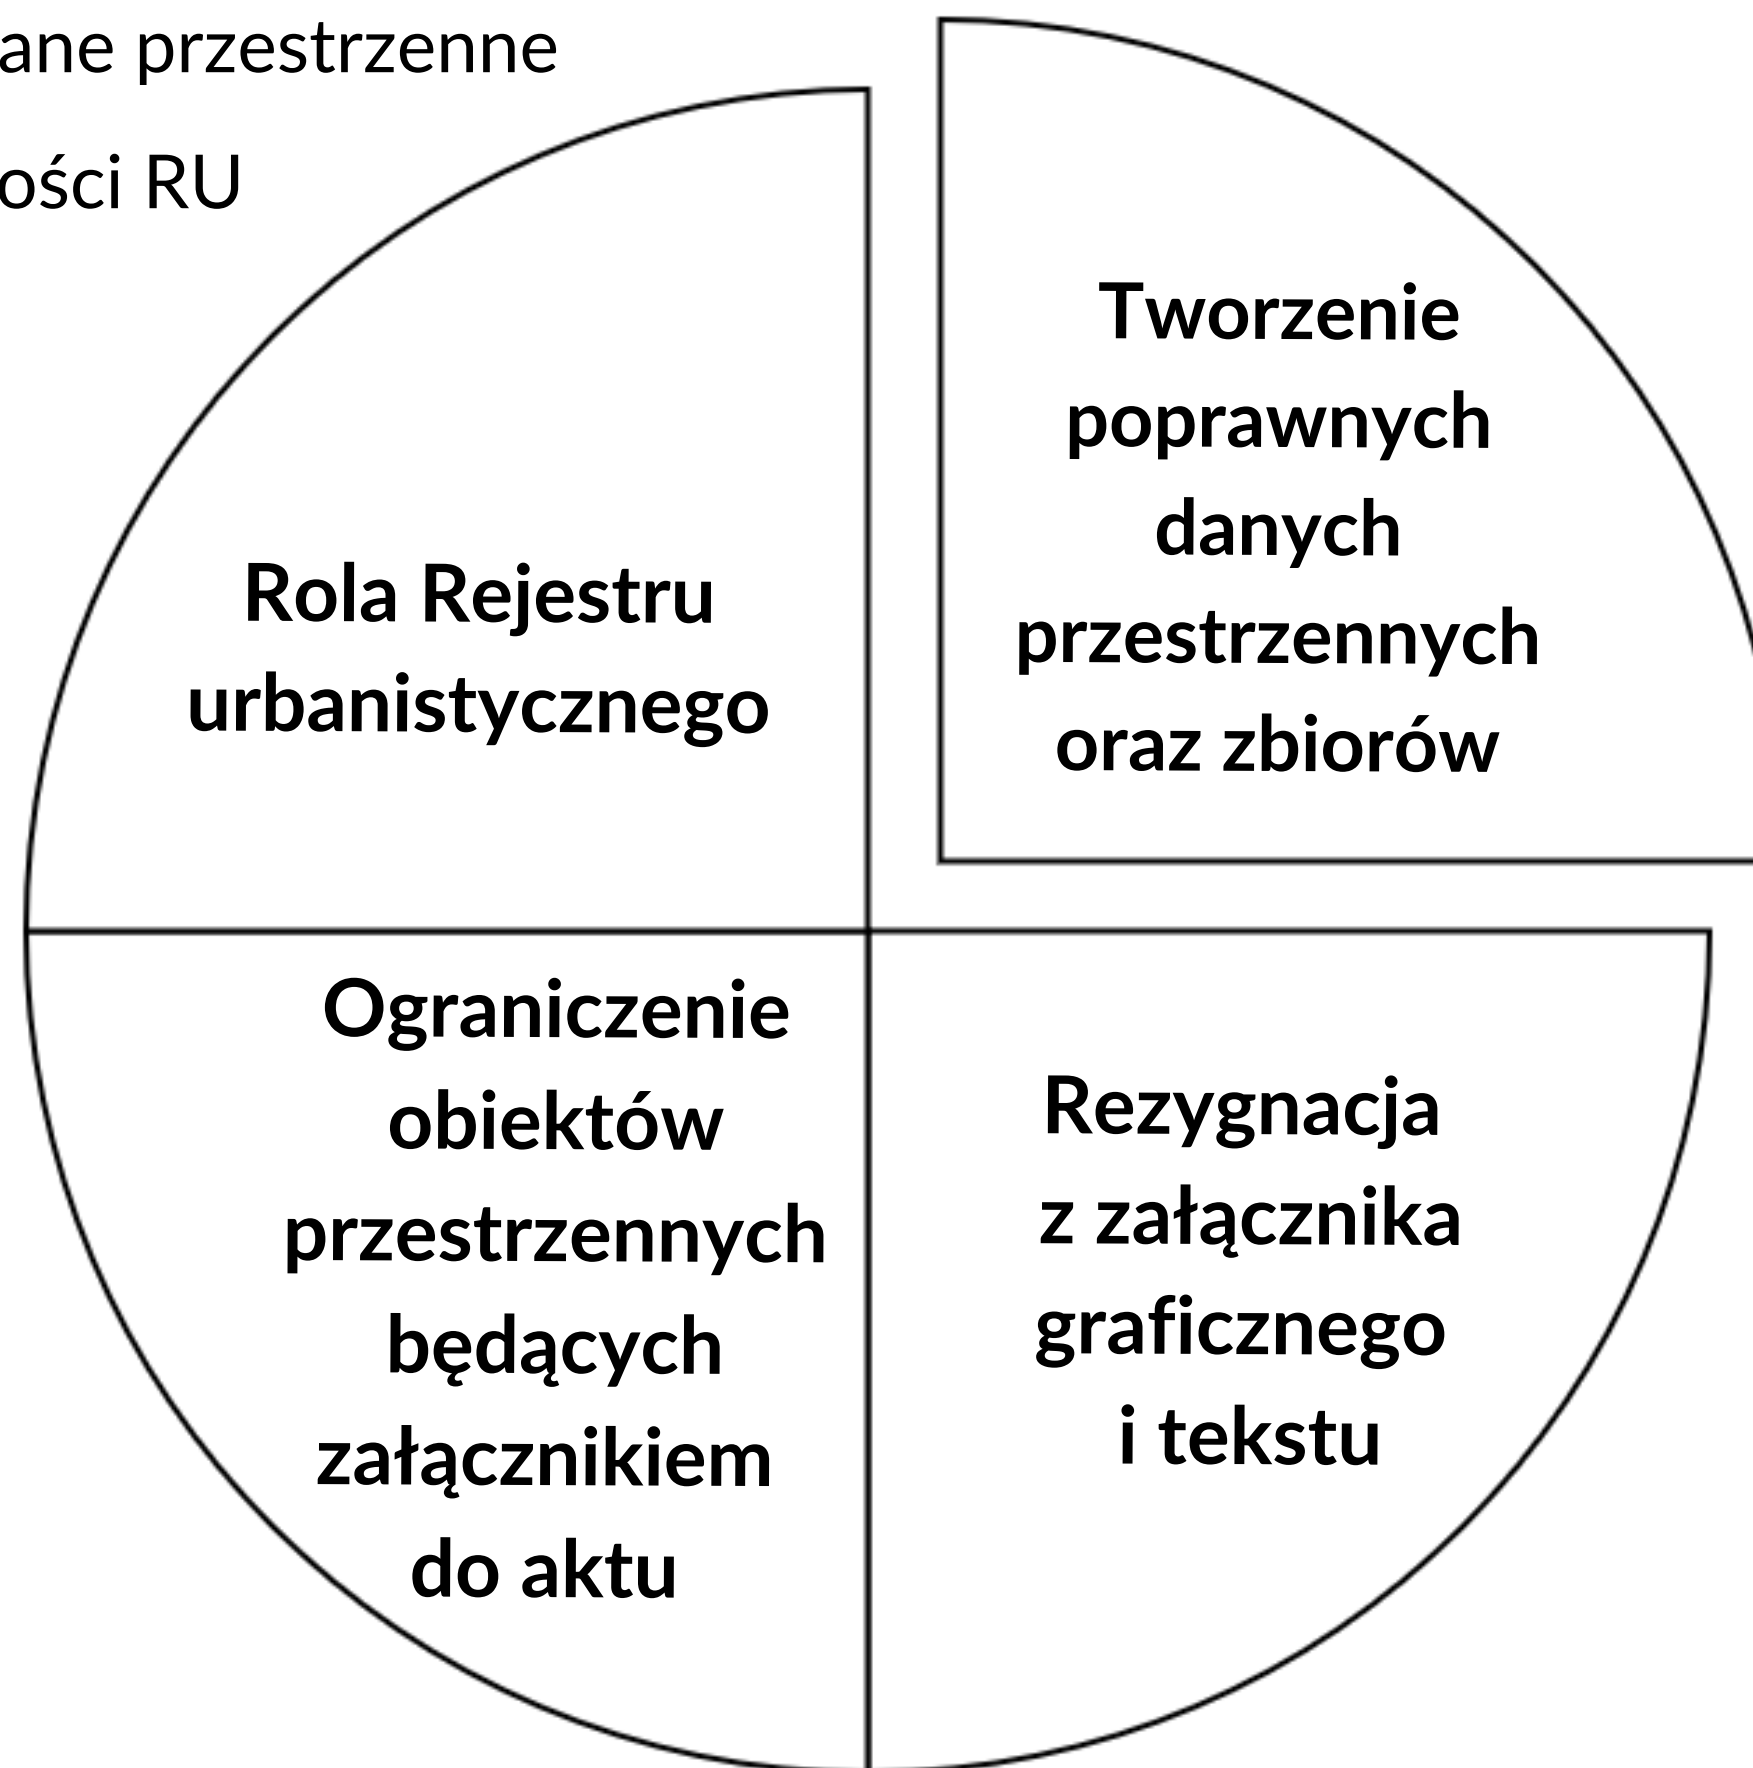 ane przestrzenne
ości RU
Rola Rejestru
urbanistycznego
Tworzenie
poprawnych
danych
przestrzennych
oraz zbiorów
Ograniczenie
obiektów
przestrzennych
będących
załącznikiem
do aktu
Rezygnacja
z załącznika
graficznego
i tekstu